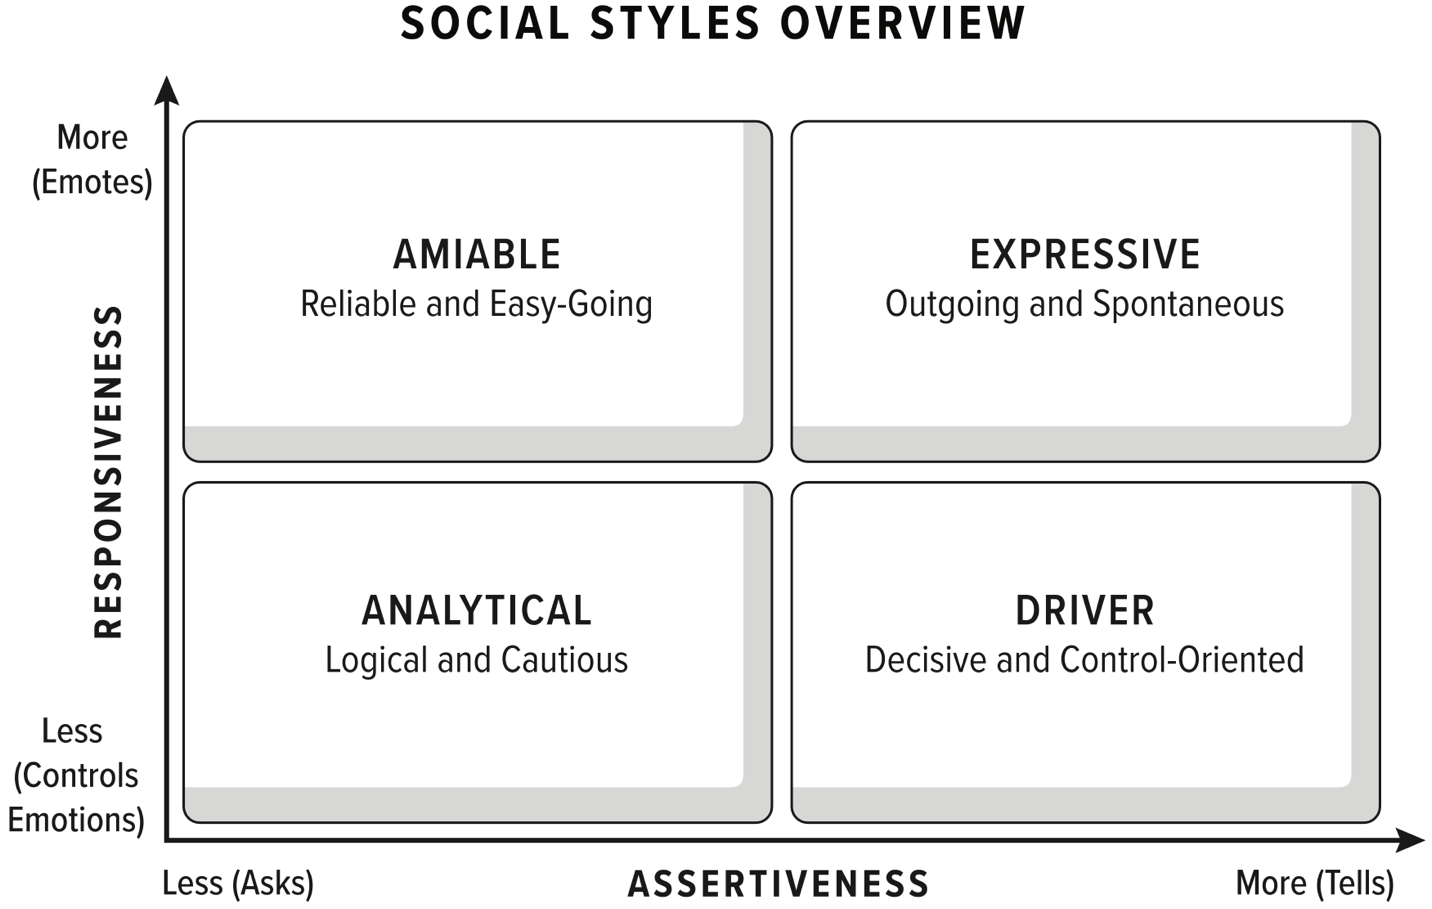 SOCIAL STYLES OVERVIEW
More
(Emotes)
AMIABLE
Reliable and Easy-Going
EXPRESSIVE
Outgoing and Spontaneous
RESPONSIVENESS
ANALYTICAL
Logical and Cautious
DRIVER
Decisive and Control-Oriented
Less
(Controls
Emotions)
Less (Asks)
ASSERTIVENESS
More (Tells)